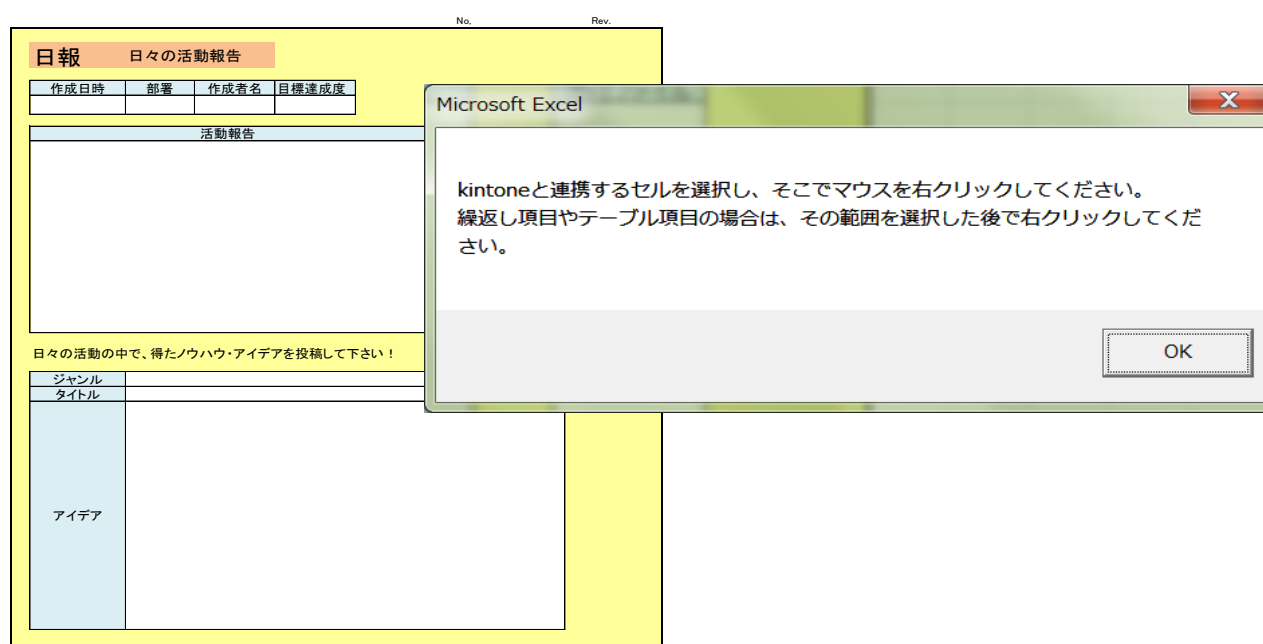 No. Rev.
日報 日々の活動報告
作成日時 部署 作成者名 目標達成度
活動報告
日々の活動の中で、得たノウハウ・アイデアを投稿して下さい！
ジャンル
タイトル
アイデア
Microsoft Excel
kintoneと連携するセルを選択し、そこでマウスを右クリックしてください。
繰返し項目やテーブル項目の場合は、その範囲を選択した後で右クリックしてくだ
さい。
OK